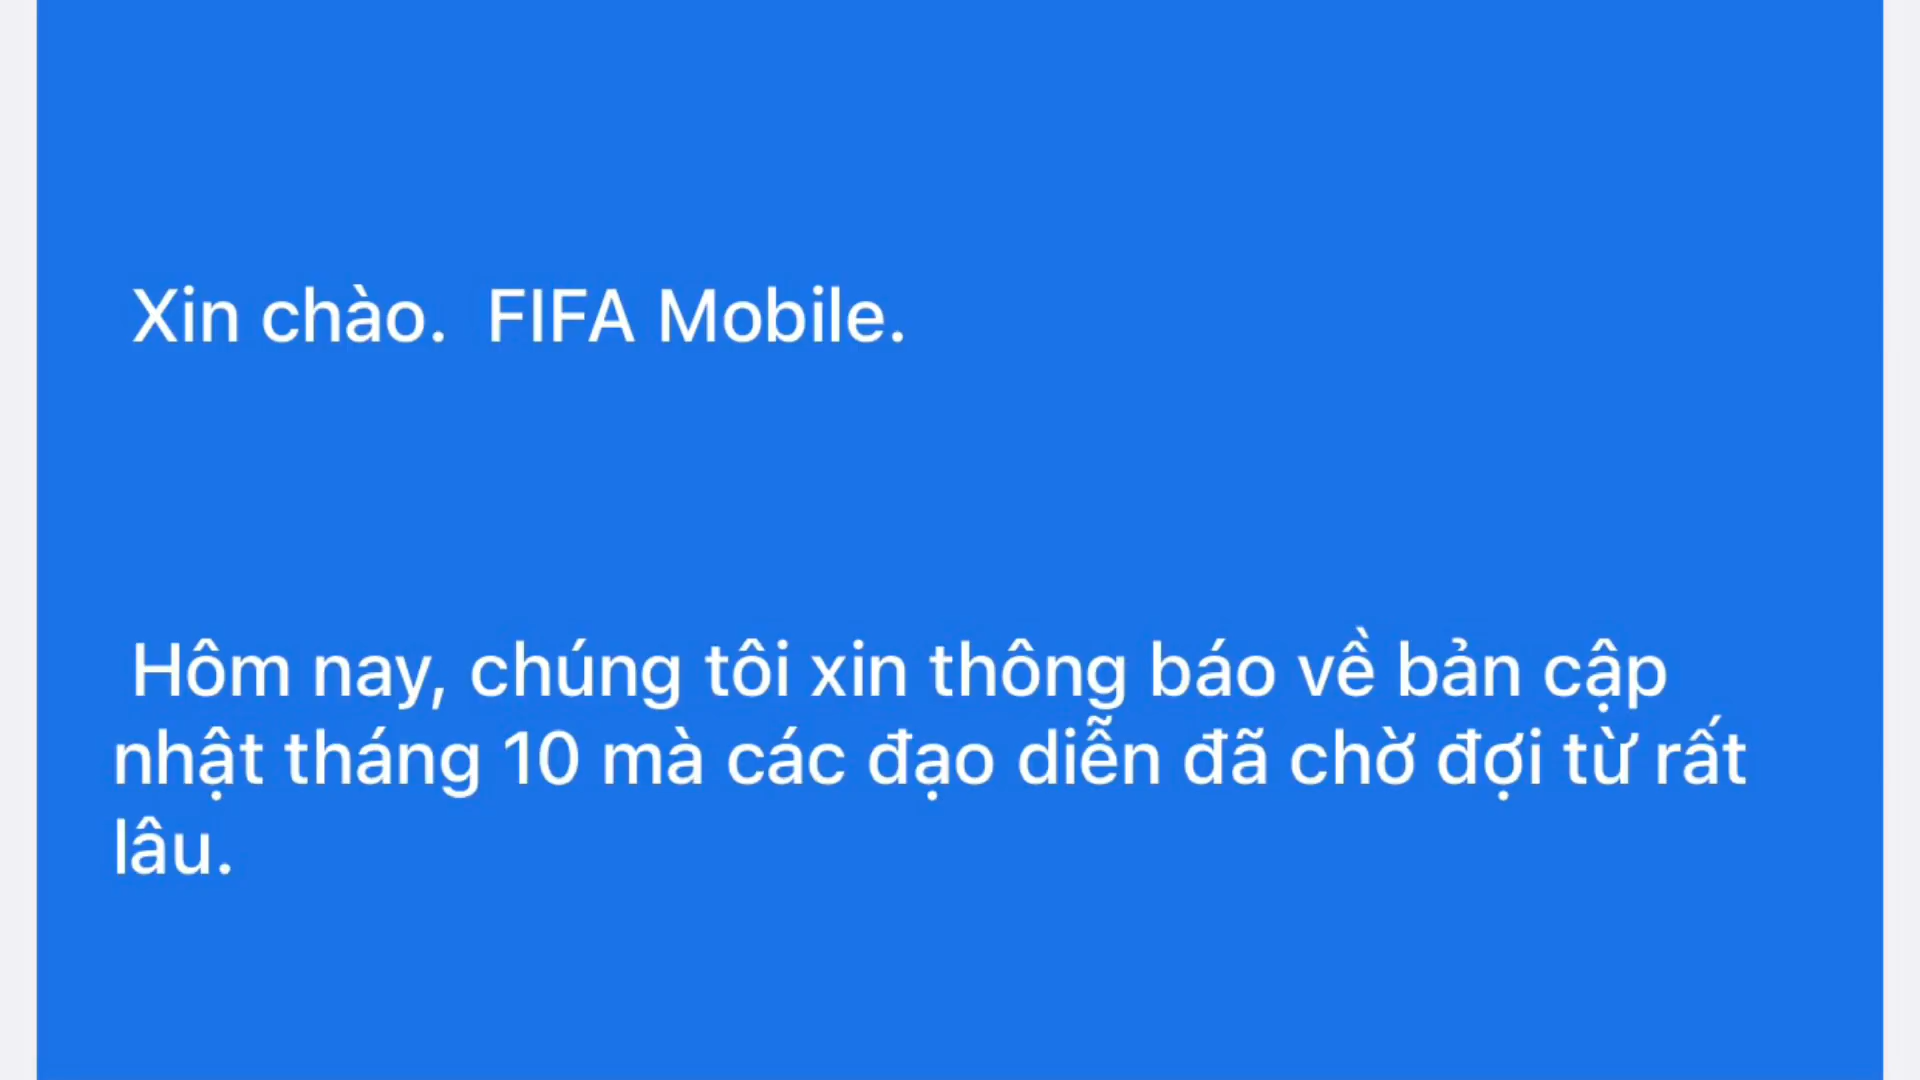 Xin chào.  FIFA Mobile.
Hôm nay, chúng tôi xin thông báo về bản cập
nhật tháng 10 mà các đạo diễn đã chờ đợi từ rất
lâu.